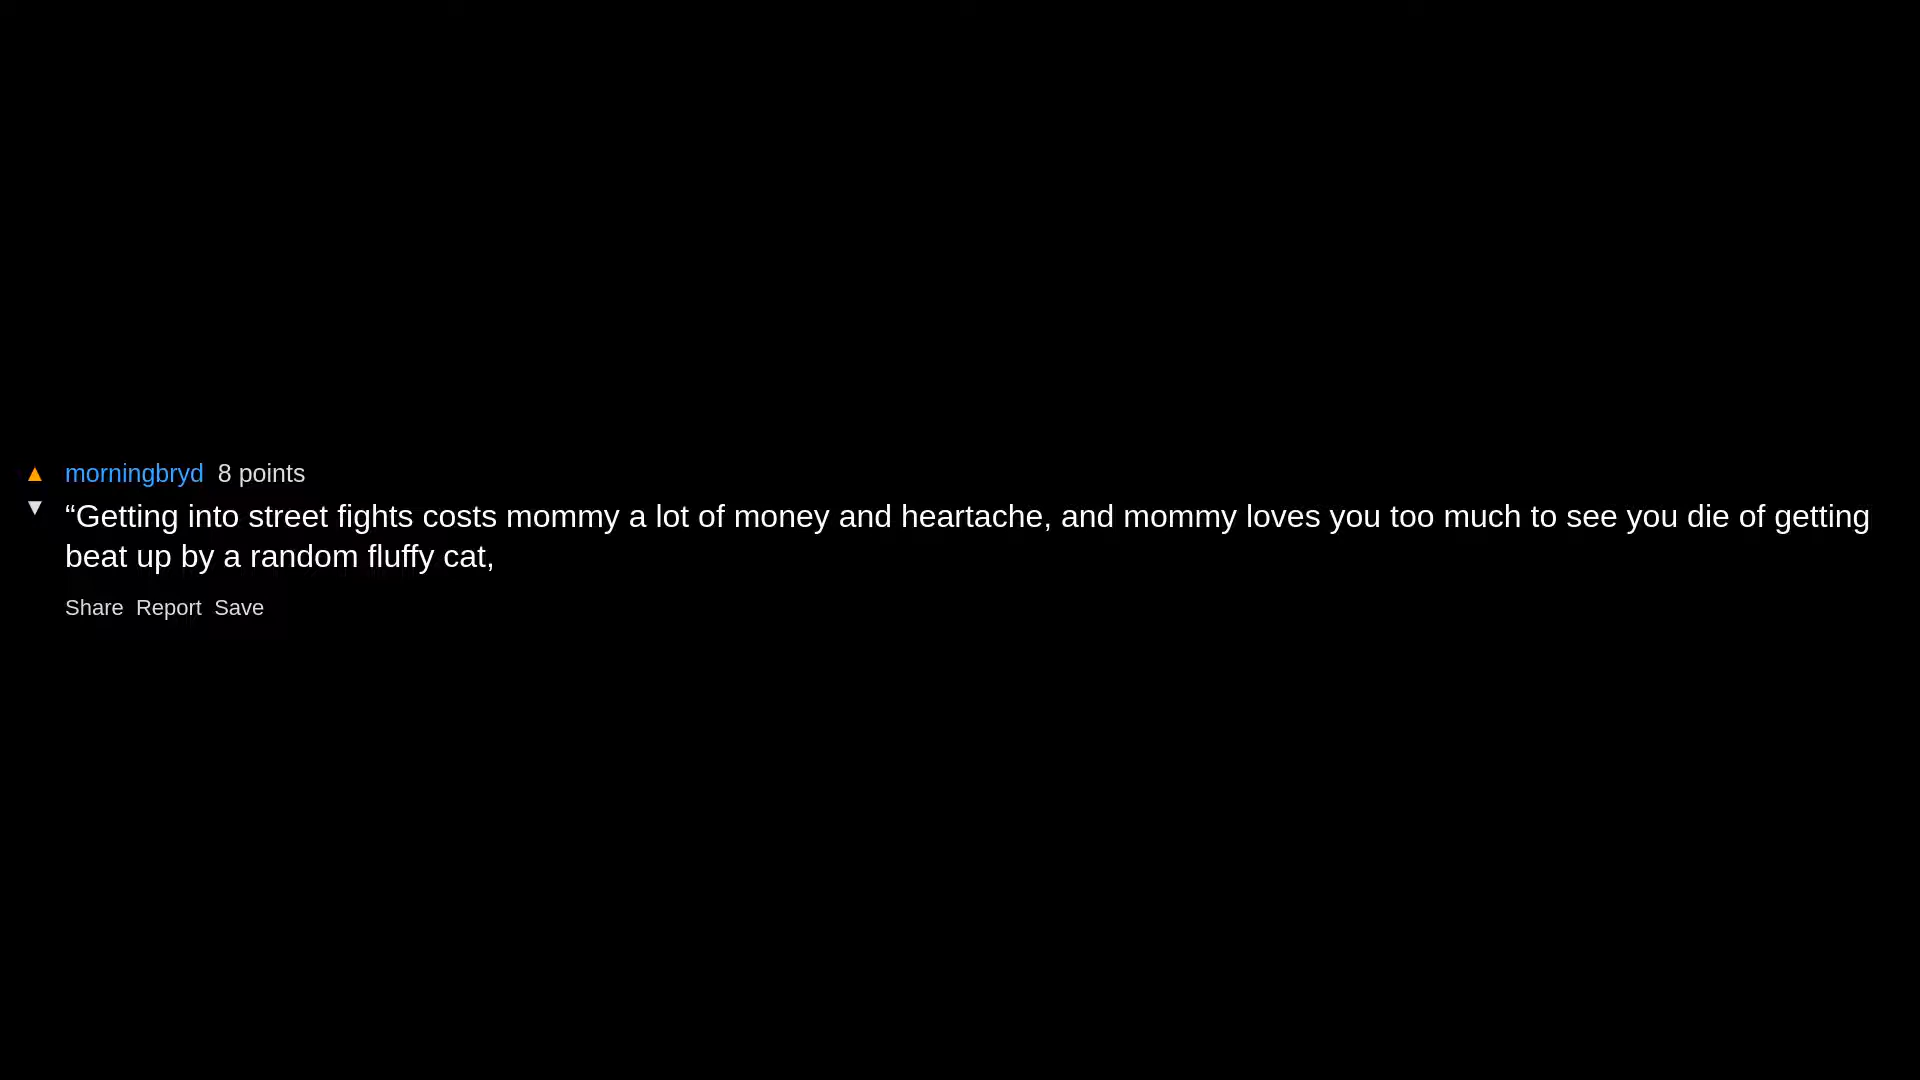 ▲ morningbryd 8 points
▼ “Getting into street fights costs mommy a lot of money and heartache, and mommy loves you too much to see you die of getting
beat up by a random fluffy cat,
Share Report Save